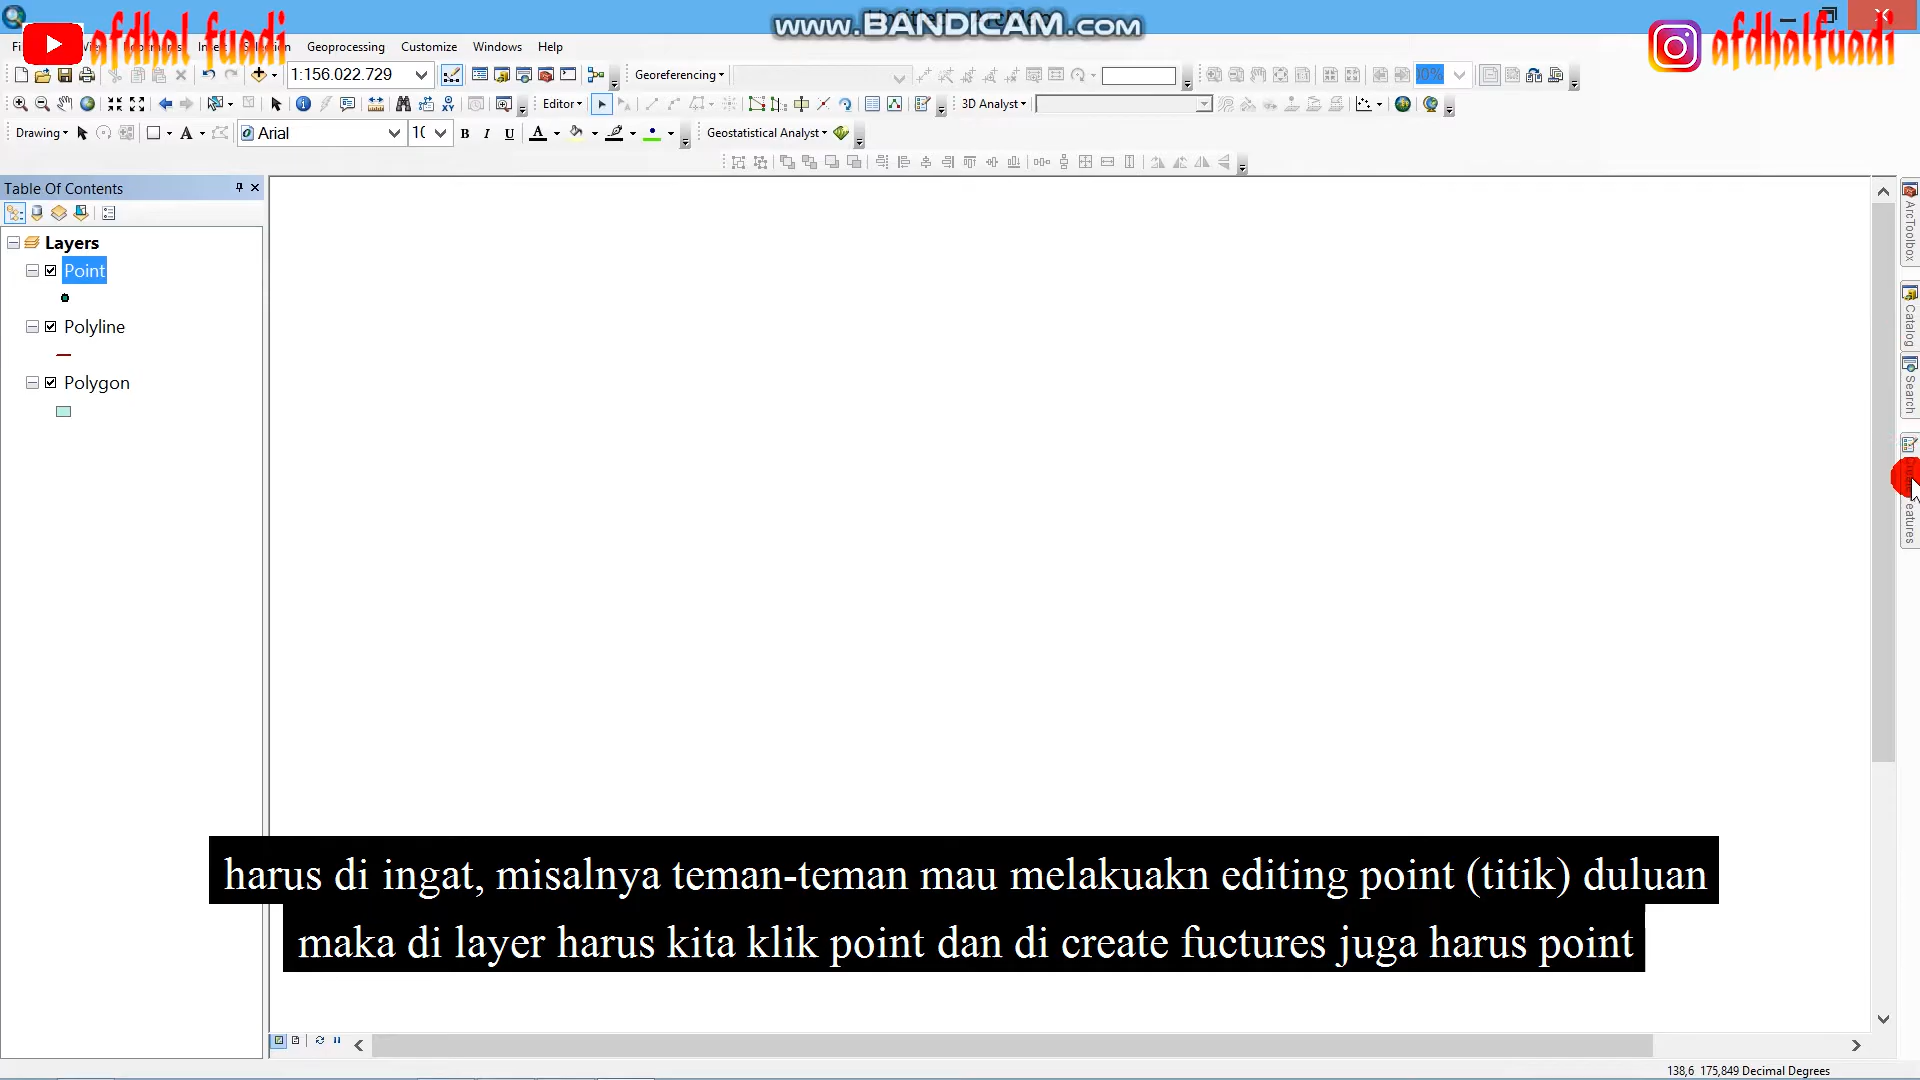 www.BANDICAM.com
afdhal fuadi
afdhalfuadi
Geoprocessing Customize Windows Help
1:156.022.729
Georeferencing
Editor
3D Analyst
Drawing
Arial
10
B I U A
Geostatistical Analyst
Table Of Contents
Layers
Point
Polyline
Polygon
ArcToolbox
Catalog
Search
harus di ingat, misalnya teman-teman mau melakuakn editing point (titik) duluan
maka di layer harus kita klik point dan di create fuctures juga harus point
138,6 175,849 Decimal Degrees